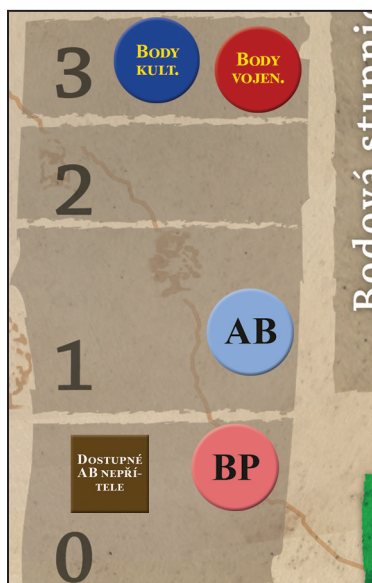 3
BODY
KULT.
BODY
VOJEN.
2
Bodová stupnic
1
AB
DOSTUPNÉ
AB NEPŘÍ-
TELE
BP
0